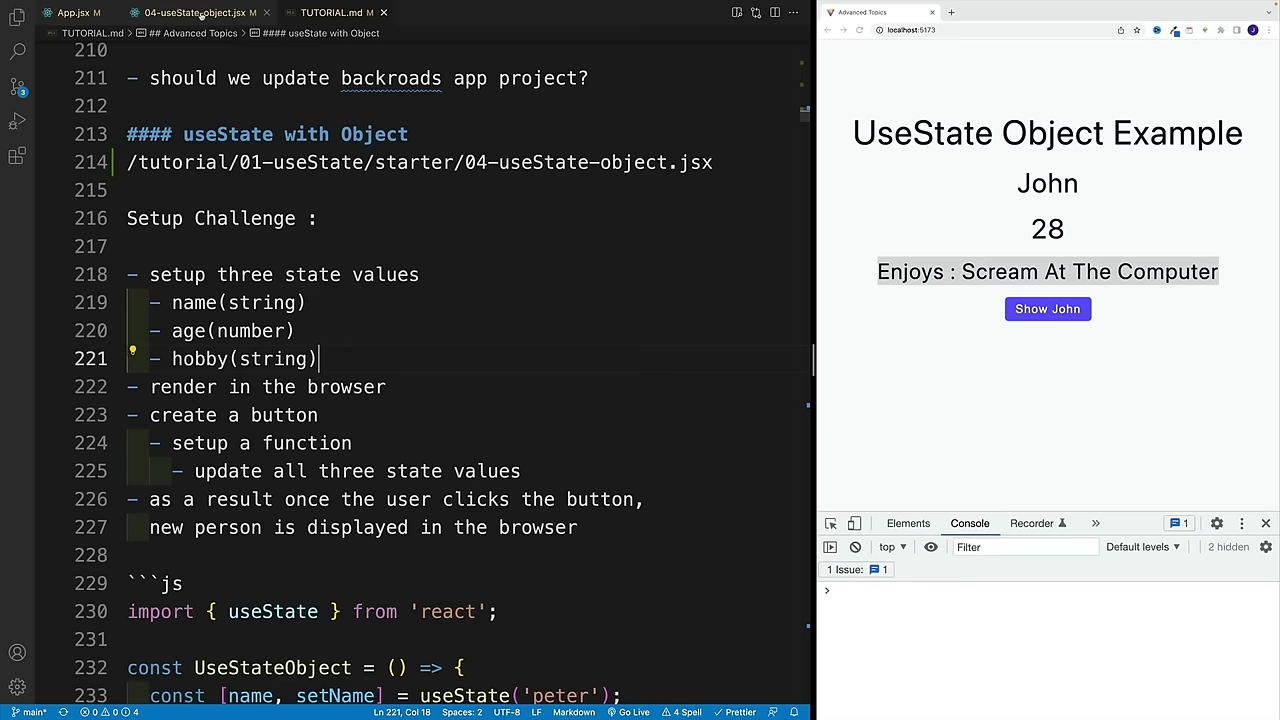 App.jsx M
04-useState-object.jsx M
TUTORIAL.md M
TUTORIAL.md > ### > #### useState with Object
210
211 - should we update backroads app project?
212
213 #### useState with Object
214 /tutorial/01-useState/starter/04-useState-object.jsx
215
216 Setup Challenge :
217
218 - setup three state values
219 - name(string)
220 - age(number)
221 - hobby(string)
222 - render in the browser
223 - create a button
224 - setup a function
225 - update all three state values
226 - as a result once the user clicks the button,
227 new person is displayed in the browser
228
229 ```js
230 import { useState } from 'react';
231
232 const UseStateObject = () => {
233 const [name, setName] = useState('peter');
3
main* 0 0 4 Ln 221, Col 18 Spaces: 2 UTF-8 LF Markdown Go Live 4 Spell Prettier
Advanced Topics
localhost:5173
J
UseState Object Example
John
28
Enjoys : Scream At The Computer
Show John
Elements Console Recorder » 1
top Filter Default levels 2 hidden
1 Issue: 1